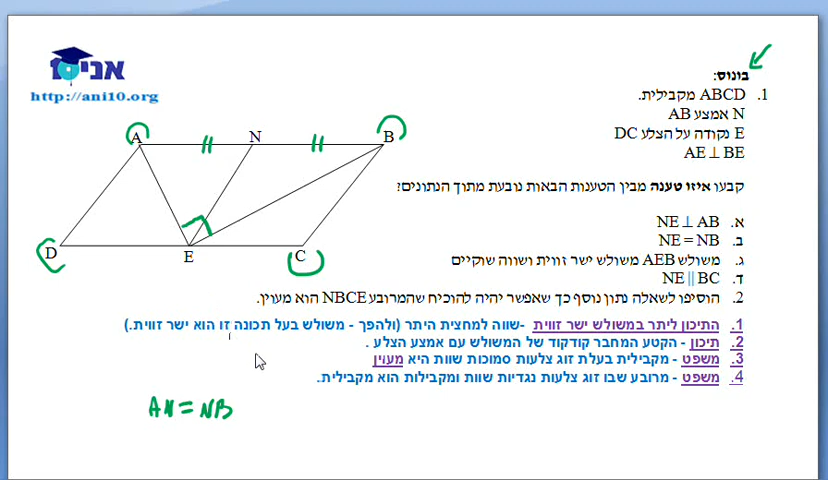 אני10
http://ani10.org
בונוס:
1. ABCD מקבילית.
N אמצע AB
E נקודה על הצלע DC
AE⊥BE
קבעו איזו טענה מבין הטענות הבאות נובעת מתוך הנתונים?
א. NE⊥AB
ב. NE=NB
ג. משולש AEB משולש ישר זווית ושווה שוקיים
ד. NE||BC
2. הוסיפו לשאלה נתון נוסף כך שאפשר יהיה להוכיח שהמרובע NBCE הוא מעוין.
A N B
D E C
1. התיכון ליתר במשולש ישר זווית -שווה למחצית היתר (ולהפך - משולש בעל תכונה זו הוא ישר זווית.)
2. תיכון - הקטע המחבר קודקוד של המשולש עם אמצע הצלע .
3. משפט - מקבילית בעלת זוג צלעות סמוכות שוות היא מעוין
4. משפט - מרובע שבו זוג צלעות נגדיות שוות ומקבילות הוא מקבילית.
AN=NB